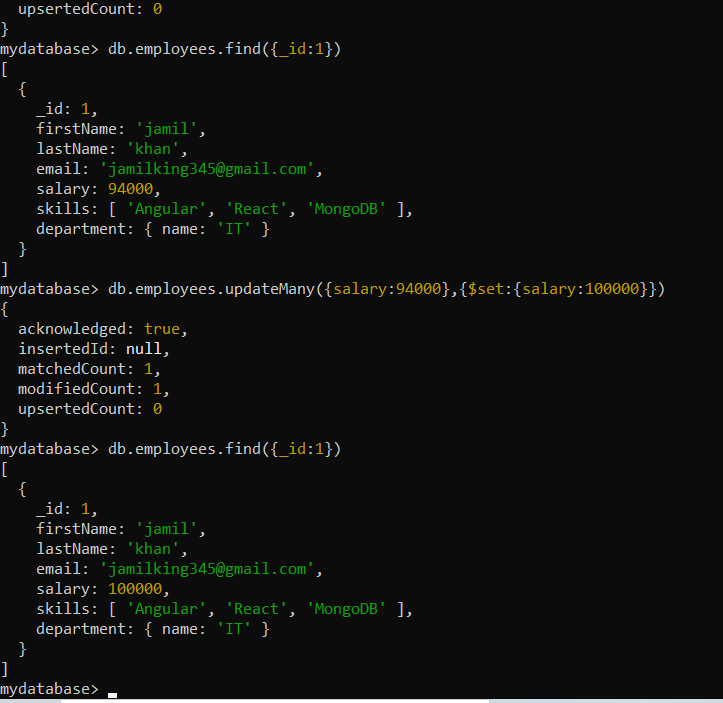 upsertedCount: 0
}
mydatabase> db.employees.find({_id:1})
[
  {
    _id: 1,
    firstName: 'jamil',
    lastName: 'khan',
    email: 'jamilking345@gmail.com',
    salary: 94000,
    skills: [ 'Angular', 'React', 'MongoDB' ],
    department: { name: 'IT' }
  }
]
mydatabase> db.employees.updateMany({salary:94000},{$set:{salary:100000}})
{
  acknowledged: true,
  insertedId: null,
  matchedCount: 1,
  modifiedCount: 1,
  upsertedCount: 0
}
mydatabase> db.employees.find({_id:1})
[
  {
    _id: 1,
    firstName: 'jamil',
    lastName: 'khan',
    email: 'jamilking345@gmail.com',
    salary: 100000,
    skills: [ 'Angular', 'React', 'MongoDB' ],
    department: { name: 'IT' }
  }
]
mydatabase>